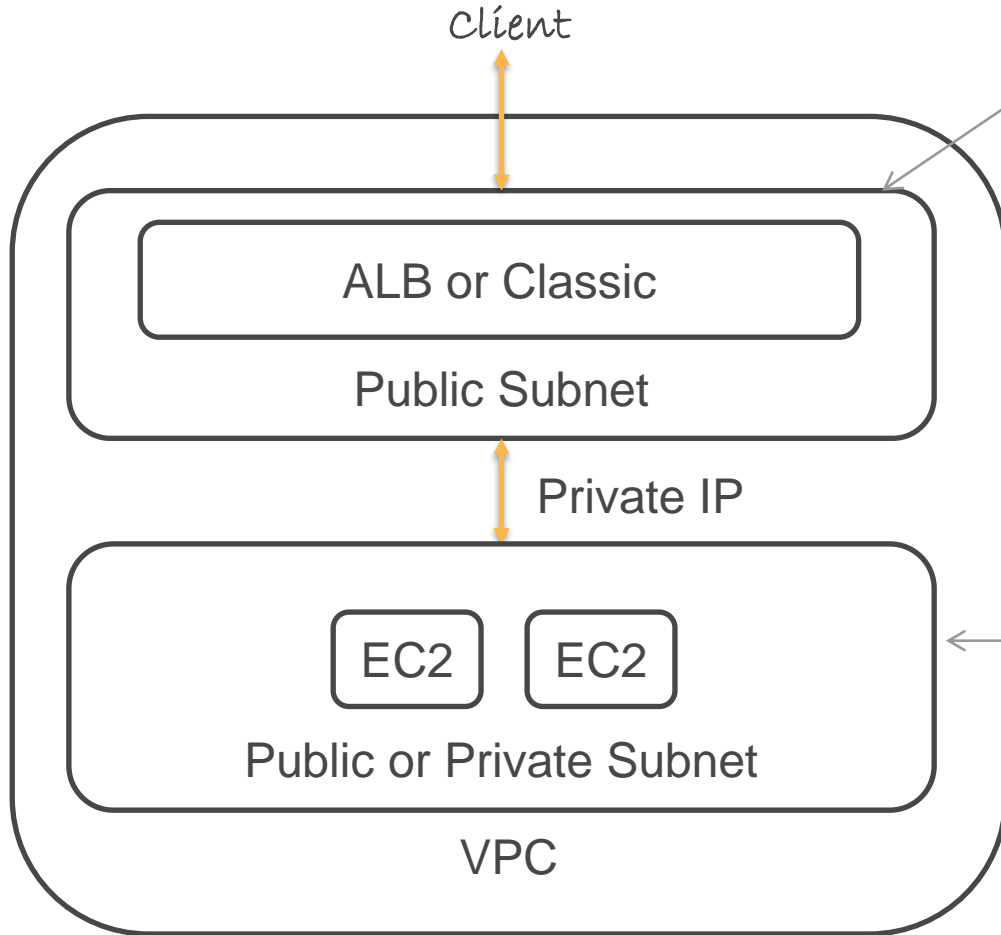 Client
ALB or Classic
Public Subnet
Private IP
EC2 EC2
Public or Private Subnet
VPC